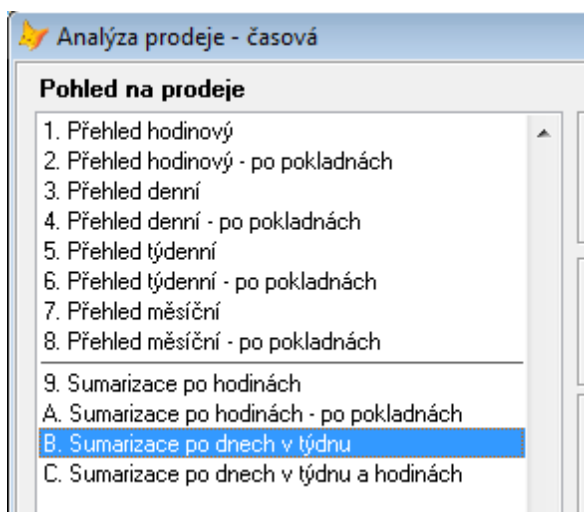 Analýza prodeje - časová
Pohled na prodeje
1. Přehled hodinový
2. Přehled hodinový - po pokladnách
3. Přehled denní
4. Přehled denní - po pokladnách
5. Přehled týdenní
6. Přehled týdenní - po pokladnách
7. Přehled měsíční
8. Přehled měsíční - po pokladnách
9. Sumarizace po hodinách
A. Sumarizace po hodinách - po pokladnách
B. Sumarizace po dnech v týdnu
C. Sumarizace po dnech v týdnu a hodinách